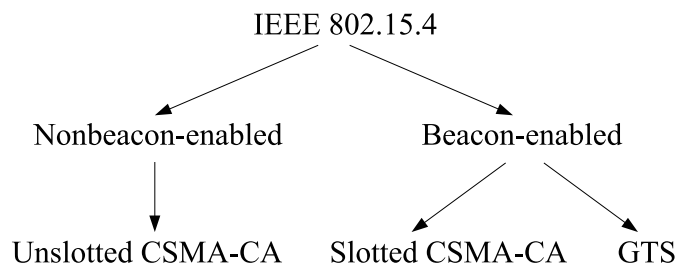 IEEE 802.15.4
Nonbeacon-enabled Beacon-enabled
Unslotted CSMA-CA Slotted CSMA-CA GTS